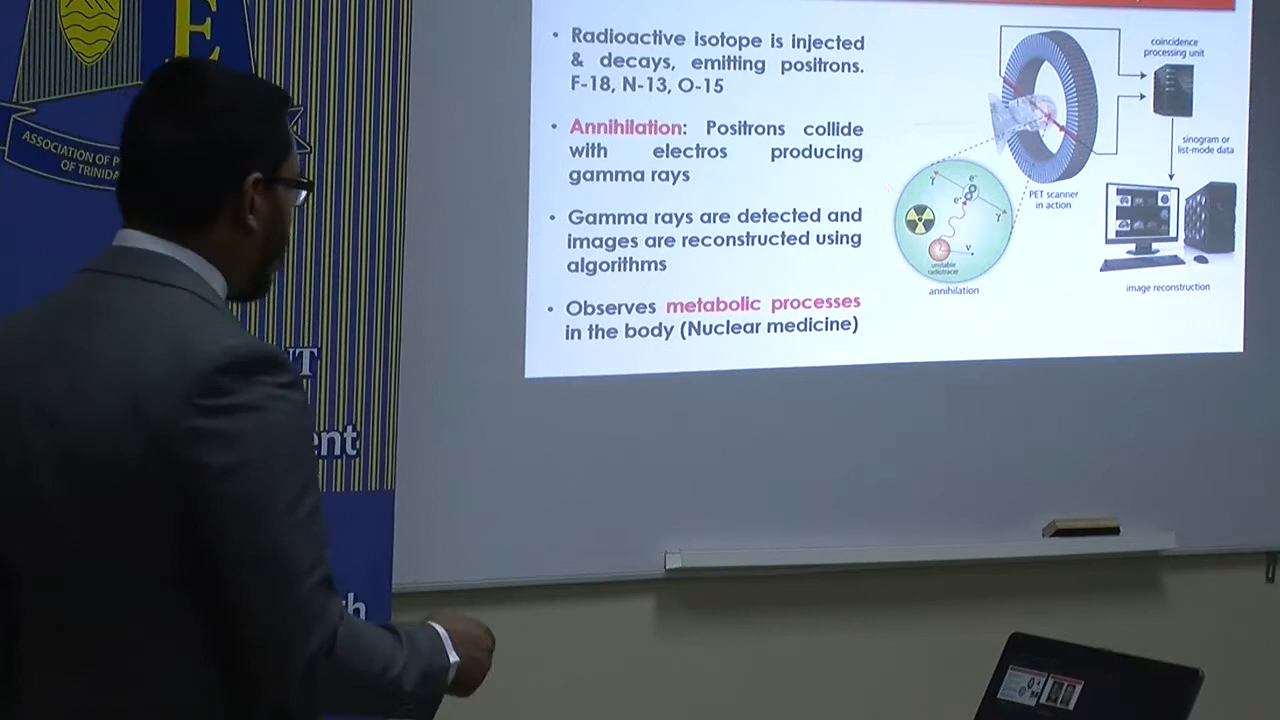 E
ASSOCIATION OF P
OF TRINIDA
NT
ent
th
• Radioactive isotope is injected
& decays, emitting positrons.
F-18, N-13, O-15
• Annihilation: Positrons collide
with electros producing
gamma rays
• Gamma rays are detected and
images are reconstructed using
algorithms
• Observes metabolic processes
in the body (Nuclear medicine)
coincidence
processing unit
sinogram or
list-mode data
PET scanner
in action
γ
e-
e+
γ
ν
unstable
radiotracer
annihilation
image reconstruction